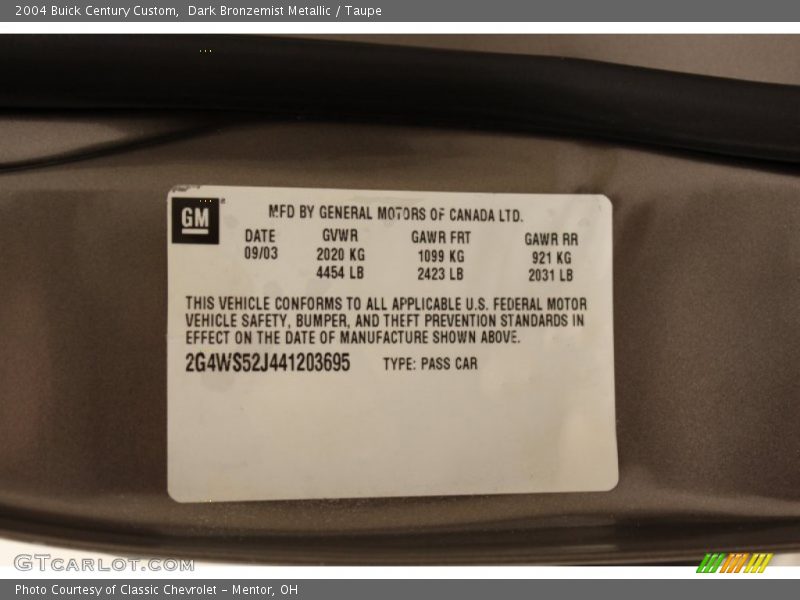 2004 Buick Century Custom, Dark Bronzemist Metallic / Taupe
GM
MFD BY GENERAL MOTORS OF CANADA LTD.
DATE GVWR GAWR FRT GAWR RR
09/03 2020 KG 1099 KG 921 KG
4454 LB 2423 LB 2031 LB
THIS VEHICLE CONFORMS TO ALL APPLICABLE U.S. FEDERAL MOTOR
VEHICLE SAFETY, BUMPER, AND THEFT PREVENTION STANDARDS IN
EFFECT ON THE DATE OF MANUFACTURE SHOWN ABOVE.
2G4WS52J441203695 TYPE: PASS CAR
GTCARLOT.COM
Photo Courtesy of Classic Chevrolet - Mentor, OH